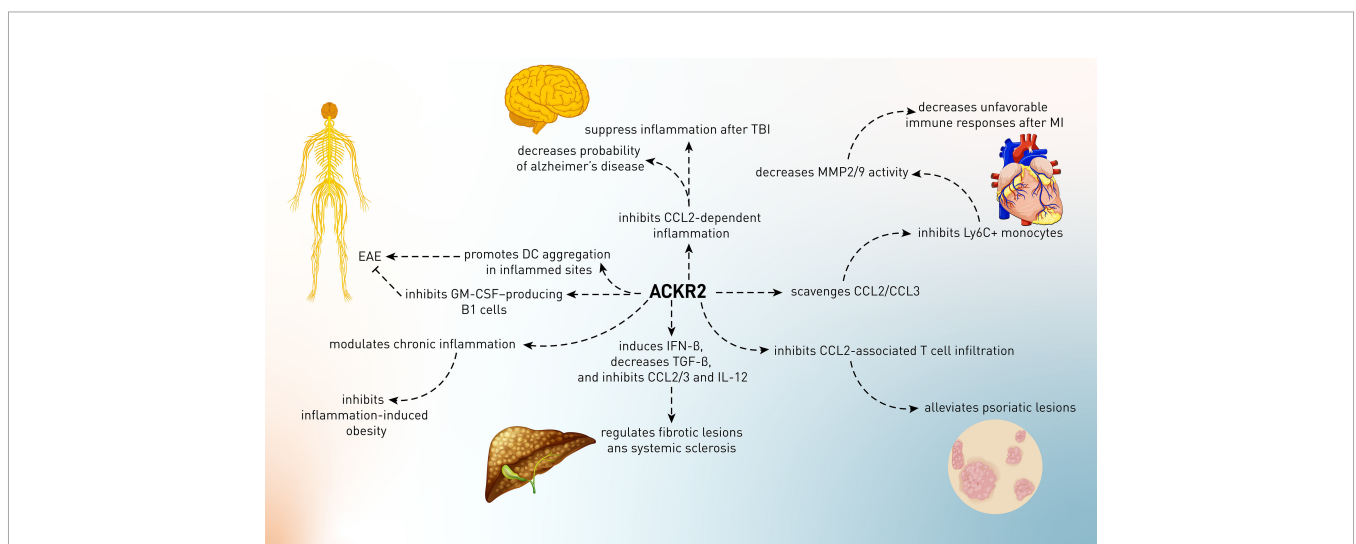 decreases unfavorable
immune responses after MI
suppress inflammation after TBI
decreases probability
of alzheimer's disease
decreases MMP2/9 activity
inhibits CCL2-dependent
inflammation
inhibits Ly6C+ monocytes
EAE
promotes DC aggregation
in inflammed sites
ACKR2
scavenges CCL2/CCL3
inhibits GM-CSF–producing
B1 cells
modulates chronic inflammation
induces IFN-ß,
decreases TGF-ß,
and inhibits CCL2/3 and IL-12
inhibits CCL2-associated T cell infiltration
inhibits
inflammation-induced
obesity
alleviates psoriatic lesions
regulates fibrotic lesions
ans systemic sclerosis